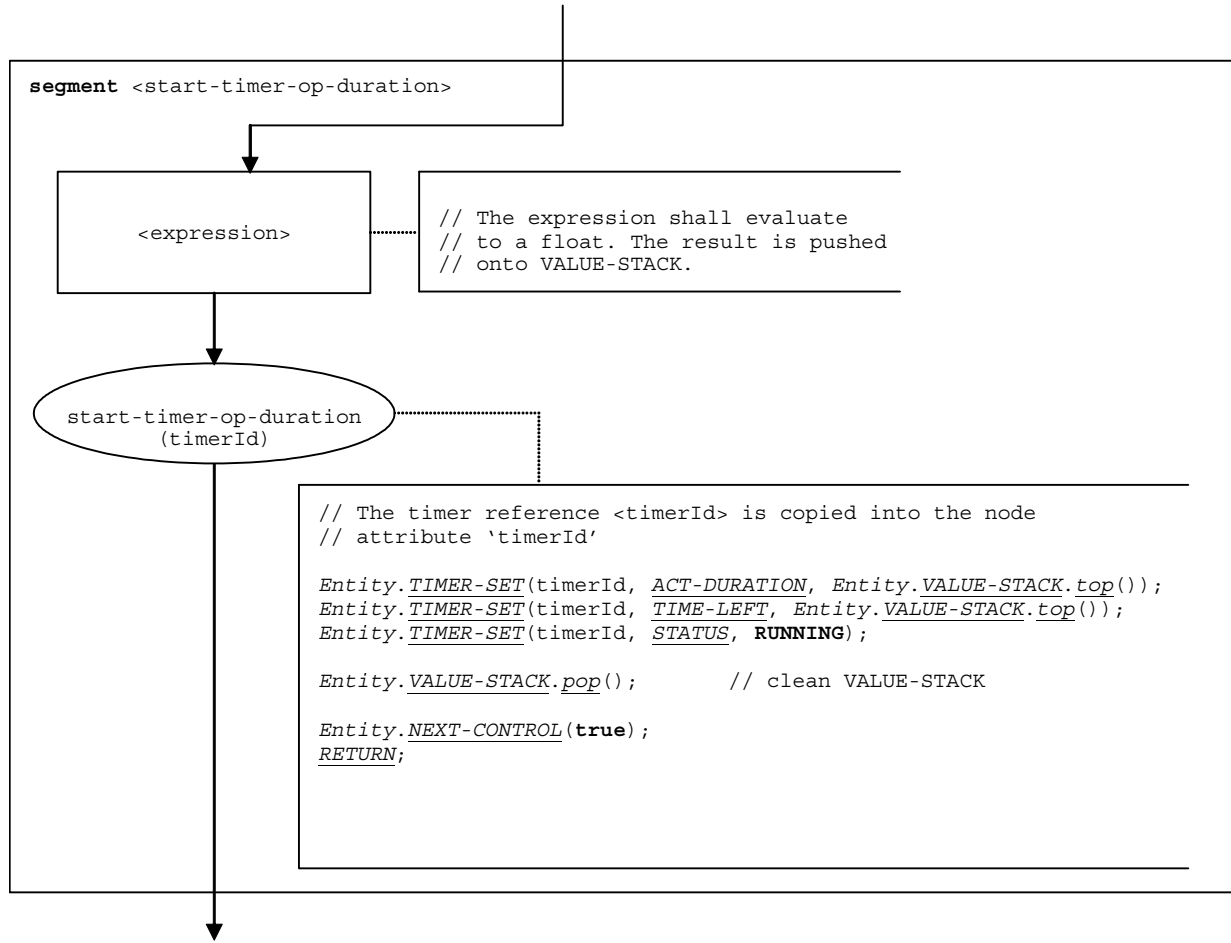 segment <start-timer-op-duration>
<expression>
// The expression shall evaluate
// to a float. The result is pushed
// onto VALUE-STACK.
start-timer-op-duration
(timerId)
// The timer reference <timerId> is copied into the node
// attribute ‘timerId’
Entity.TIMER-SET(timerId, ACT-DURATION, Entity.VALUE-STACK.top());
Entity.TIMER-SET(timerId, TIME-LEFT, Entity.VALUE-STACK.top());
Entity.TIMER-SET(timerId, STATUS, RUNNING);
Entity.VALUE-STACK.pop(); // clean VALUE-STACK
Entity.NEXT-CONTROL(true);
RETURN;